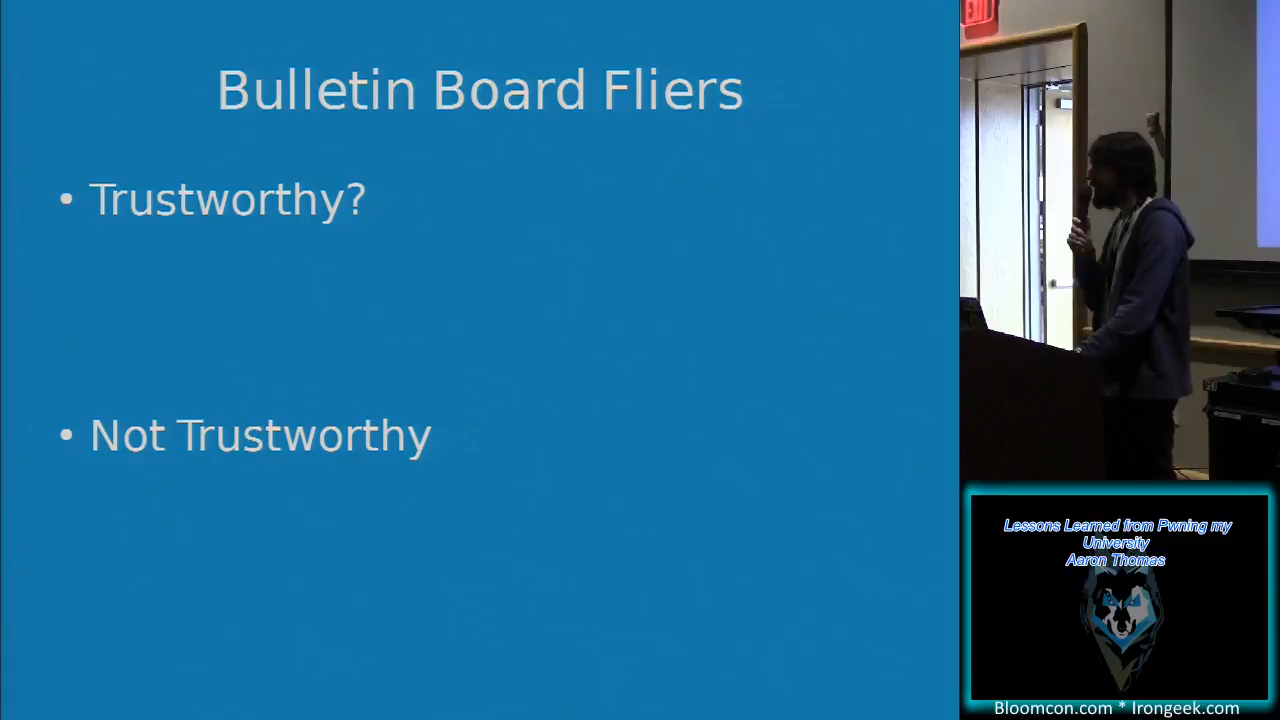 Bulletin Board Fliers
• Trustworthy?
• Not Trustworthy
EXIT
Lessons Learned from Pwning my
University
Aaron Thomas
Bloomcon.com * Irongeek.com